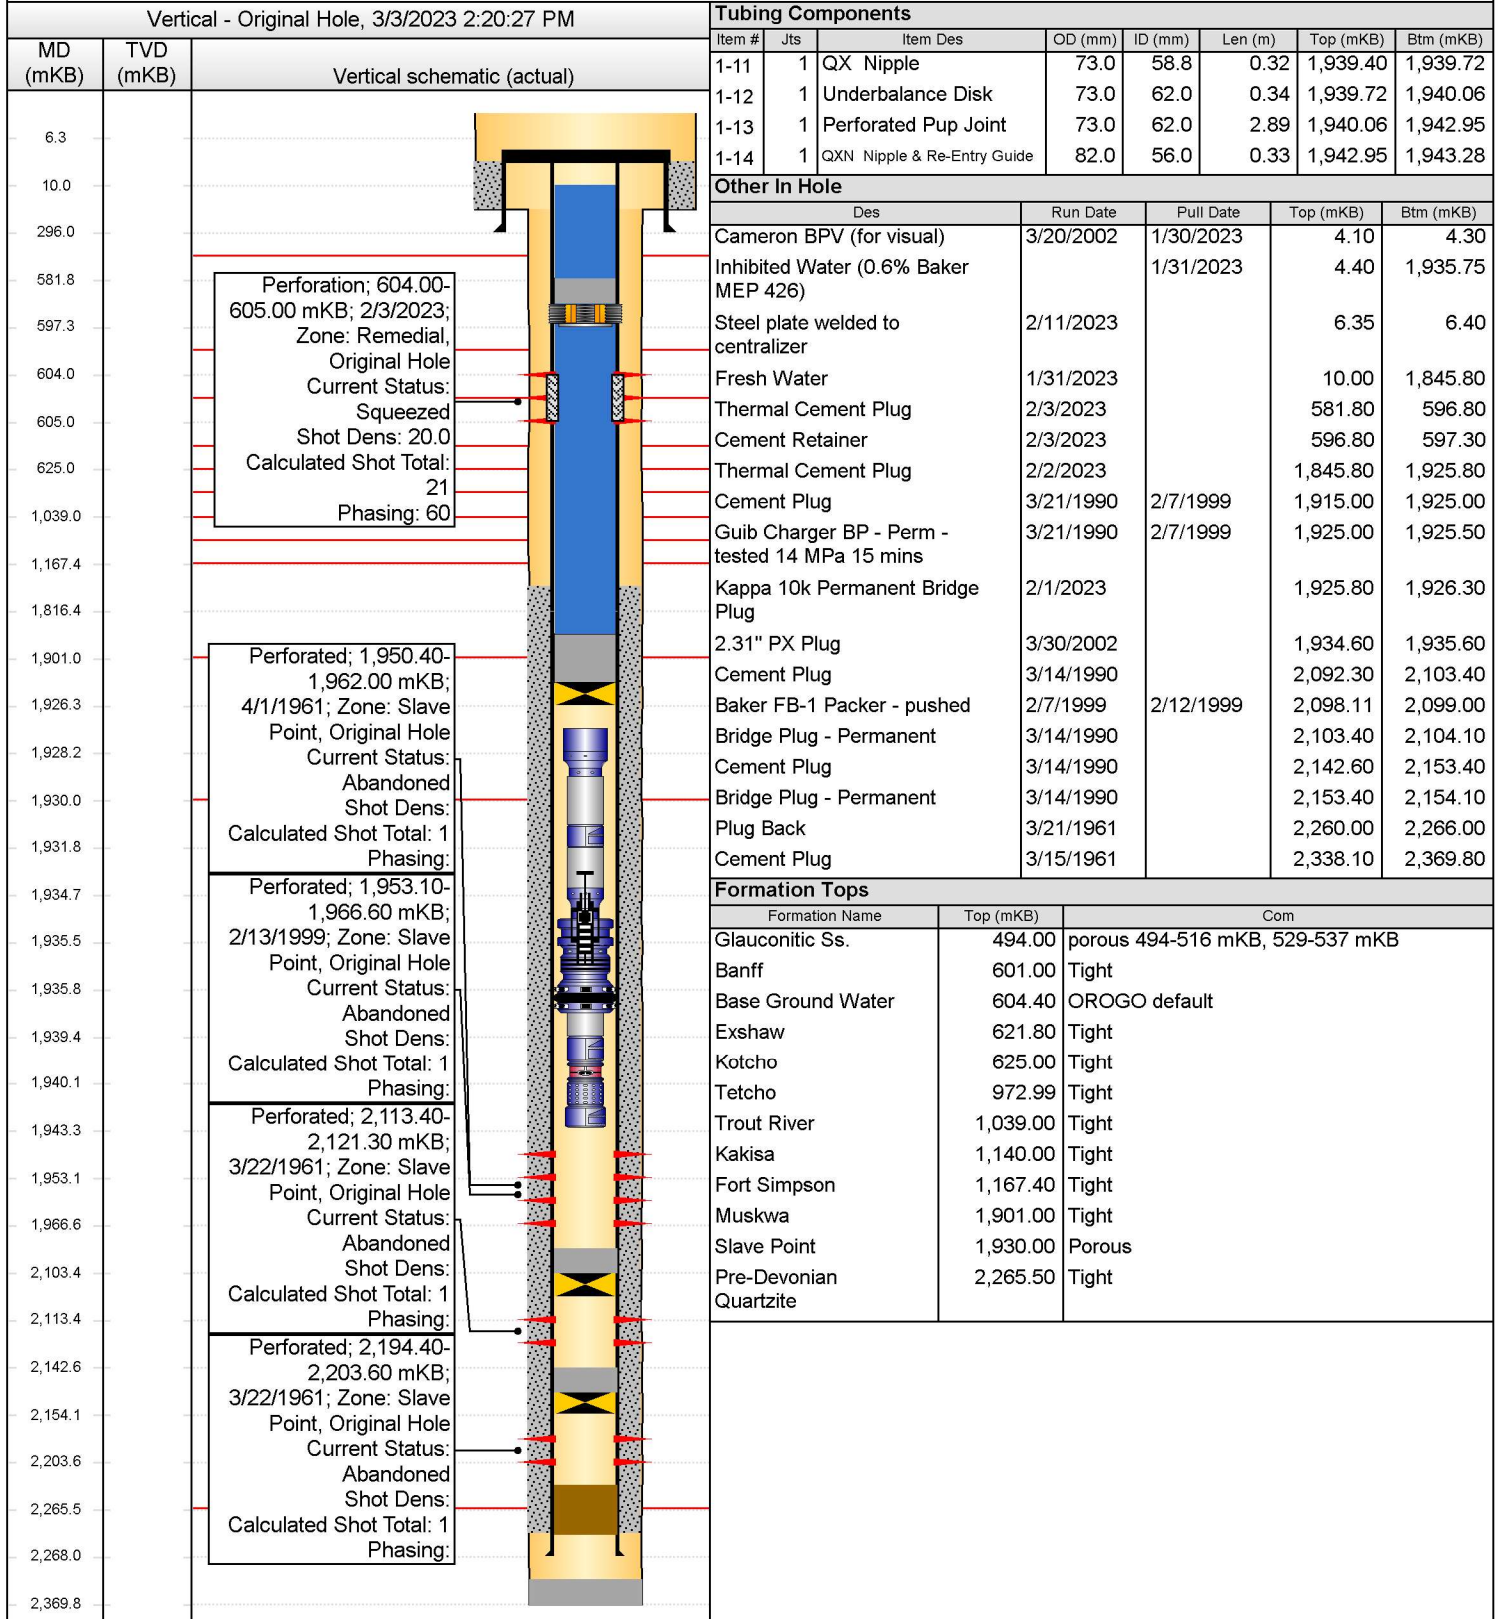 Vertical - Original Hole, 3/3/2023 2:20:27 PM
MD
(mKB)
TVD
(mKB)
Vertical schematic (actual)
6.3
10.0
296.0
581.8
597.3
604.0
605.0
625.0
1,039.0
1,167.4
1,816.4
1,901.0
1,926.3
1,928.2
1,930.0
1,931.8
1,934.7
1,935.5
1,935.8
1,939.4
1,940.1
1,943.3
1,953.1
1,966.6
2,103.4
2,113.4
2,142.6
2,154.1
2,203.6
2,265.5
2,268.0
2,369.8
Perforation; 604.00-
605.00 mKB; 2/3/2023;
Zone: Remedial,
Original Hole
Current Status:
Squeezed
Shot Dens: 20.0
Calculated Shot Total:
21
Phasing: 60
Perforated; 1,950.40-
1,962.00 mKB;
4/1/1961; Zone: Slave
Point, Original Hole
Current Status:
Abandoned
Shot Dens:
Calculated Shot Total: 1
Phasing:
Perforated; 1,953.10-
1,966.60 mKB;
2/13/1999; Zone: Slave
Point, Original Hole
Current Status:
Abandoned
Shot Dens:
Calculated Shot Total: 1
Phasing:
Perforated; 2,113.40-
2,121.30 mKB;
3/22/1961; Zone: Slave
Point, Original Hole
Current Status:
Abandoned
Shot Dens:
Calculated Shot Total: 1
Phasing:
Perforated; 2,194.40-
2,203.60 mKB;
3/22/1961; Zone: Slave
Point, Original Hole
Current Status:
Abandoned
Shot Dens:
Calculated Shot Total: 1
Phasing:
Tubing Components
Item # Jts Item Des OD (mm) ID (mm) Len (m) Top (mKB) Btm (mKB)
1-11 1 QX Nipple 73.0 58.8 0.32 1,939.40 1,939.72
1-12 1 Underbalance Disk 73.0 62.0 0.34 1,939.72 1,940.06
1-13 1 Perforated Pup Joint 73.0 62.0 2.89 1,940.06 1,942.95
1-14 1 QXN Nipple & Re-Entry Guide 82.0 56.0 0.33 1,942.95 1,943.28
Other In Hole
Des Run Date Pull Date Top (mKB) Btm (mKB)
Cameron BPV (for visual) 3/20/2002 1/30/2023 4.10 4.30
Inhibited Water (0.6% Baker 1/31/2023 4.40 1,935.75
MEP 426)
Steel plate welded to 2/11/2023 6.35 6.40
centralizer
Fresh Water 1/31/2023 10.00 1,845.80
Thermal Cement Plug 2/3/2023 581.80 596.80
Cement Retainer 2/3/2023 596.80 597.30
Thermal Cement Plug 2/2/2023 1,845.80 1,925.80
Cement Plug 3/21/1990 2/7/1999 1,915.00 1,925.00
Guib Charger BP - Perm - 3/21/1990 2/7/1999 1,925.00 1,925.50
tested 14 MPa 15 mins
Kappa 10k Permanent Bridge 2/1/2023 1,925.80 1,926.30
Plug
2.31" PX Plug 3/30/2002 1,934.60 1,935.60
Cement Plug 3/14/1990 2,092.30 2,103.40
Baker FB-1 Packer - pushed 2/7/1999 2/12/1999 2,098.11 2,099.00
Bridge Plug - Permanent 3/14/1990 2,103.40 2,104.10
Cement Plug 3/14/1990 2,142.60 2,153.40
Bridge Plug - Permanent 3/14/1990 2,153.40 2,154.10
Plug Back 3/21/1961 2,260.00 2,266.00
Cement Plug 3/15/1961 2,338.10 2,369.80
Formation Tops
Formation Name Top (mKB) Com
Glauconitic Ss. 494.00 porous 494-516 mKB, 529-537 mKB
Banff 601.00 Tight
Base Ground Water 604.40 OROGO default
Exshaw 621.80 Tight
Kotcho 625.00 Tight
Tetcho 972.99 Tight
Trout River 1,039.00 Tight
Kakisa 1,140.00 Tight
Fort Simpson 1,167.40 Tight
Muskwa 1,901.00 Tight
Slave Point 1,930.00 Porous
Pre-Devonian 2,265.50 Tight
Quartzite